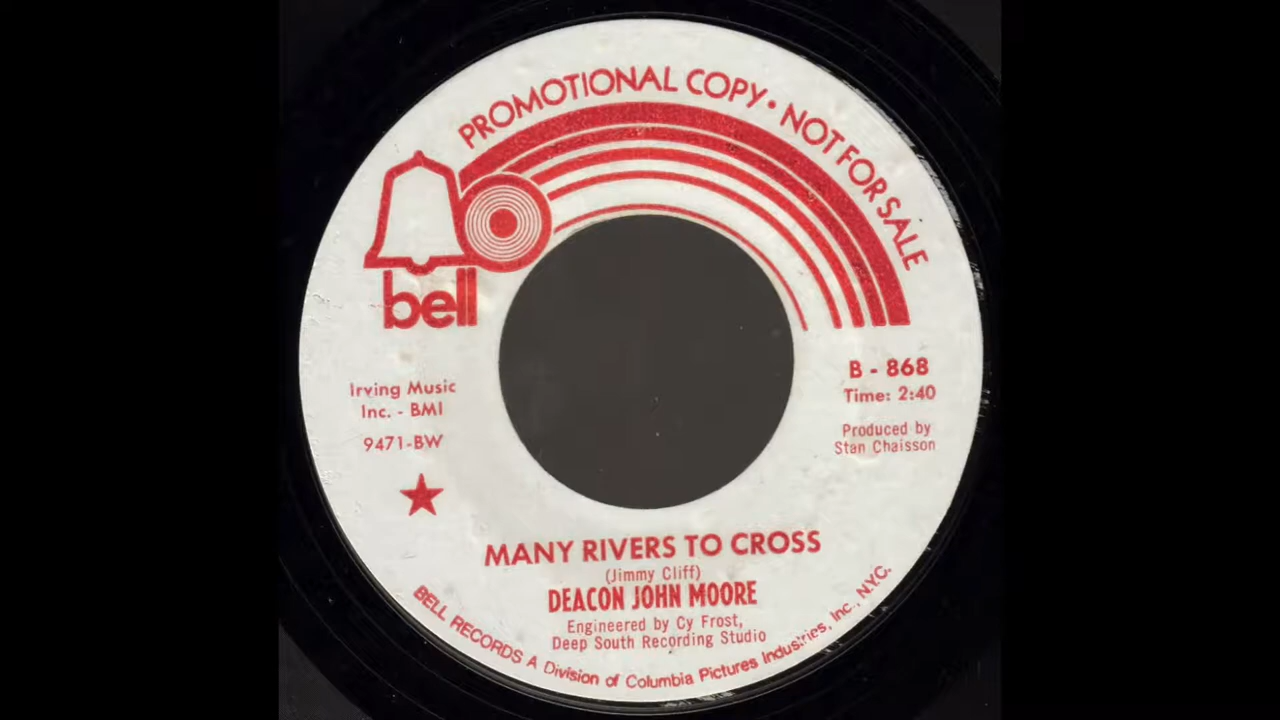 PROMOTIONAL COPY • NOT FOR SALE
bell
Irving Music
Inc. - BMI
9471-BW
B - 868
Time: 2:40
Produced by
Stan Chaisson
MANY RIVERS TO CROSS
(Jimmy Cliff)
DEACON JOHN MOORE
Engineered by Cy Frost,
Deep South Recording Studio
BELL RECORDS A Division of Columbia Pictures Industries, Inc., N.Y.C.